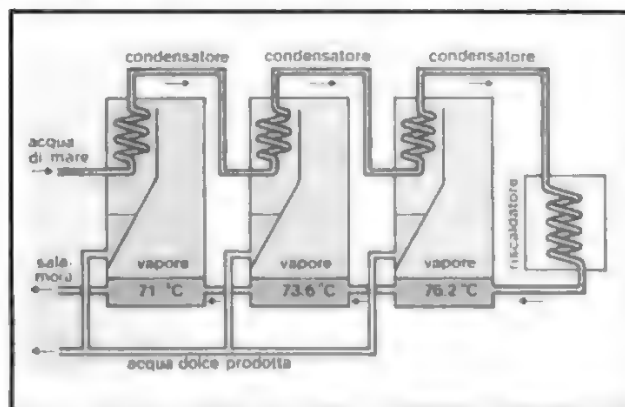 condensatore condensatore condensatore
acqua
di mare
riscaldatore
vapore vapore vapore
sala-
mora
71 °C 73.6 °C 76.2 °C
acqua dolce prodotta